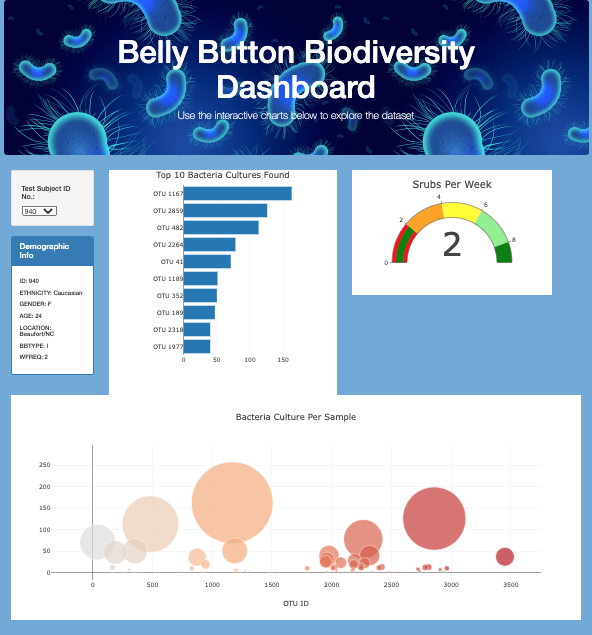 Belly Button Biodiversity
Dashboard
Use the interactive charts below to explore the dataset
Test Subject ID
No.:
940
Demographic
Info
ID: 940
ETHNICITY: Caucasian
GENDER: F
AGE: 24
LOCATION:
Beaufort/NC
BBTYPE: I
WFREQ: 2
Top 10 Bacteria Cultures Found
OTU 1167
OTU 2859
OTU 482
OTU 2264
OTU 41
OTU 1189
OTU 352
OTU 189
OTU 2318
OTU 1977
0 50 100 150
Srubs Per Week
0
2
4
6
8
2
Bacteria Culture Per Sample
250
200
150
100
50
0
0 500 1000 1500 2000 2500 3000 3500
OTU ID